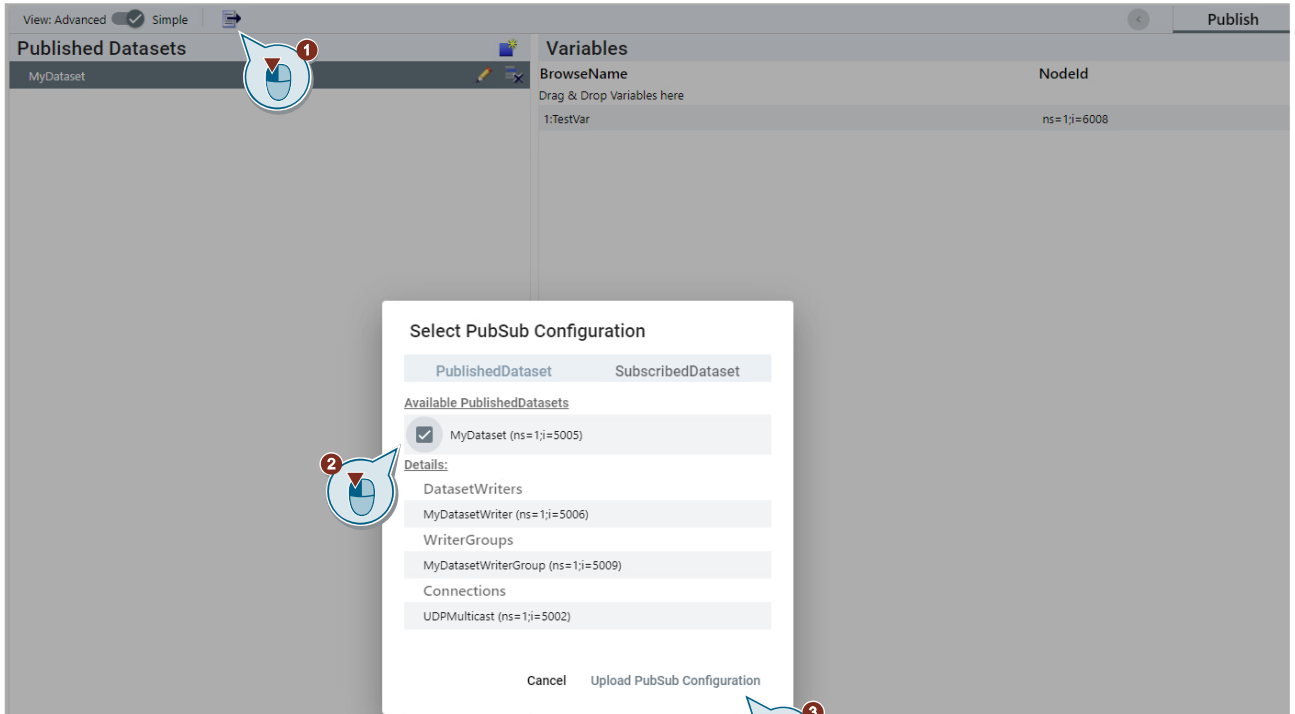 View: Advanced Simple Publish
Published Datasets Variables
MyDataset BrowseName NodeId
Drag & Drop Variables here
1:TestVar ns=1;i=6008
1
Select PubSub Configuration
PublishedDataset SubscribedDataset
Available PublishedDatasets
MyDataset (ns=1;i=5005)
2
Details:
DatasetWriters
MyDatasetWriter (ns=1;i=5006)
WriterGroups
MyDatasetWriterGroup (ns=1;i=5009)
Connections
UDPMulticast (ns=1;i=5002)
Cancel Upload PubSub Configuration
3